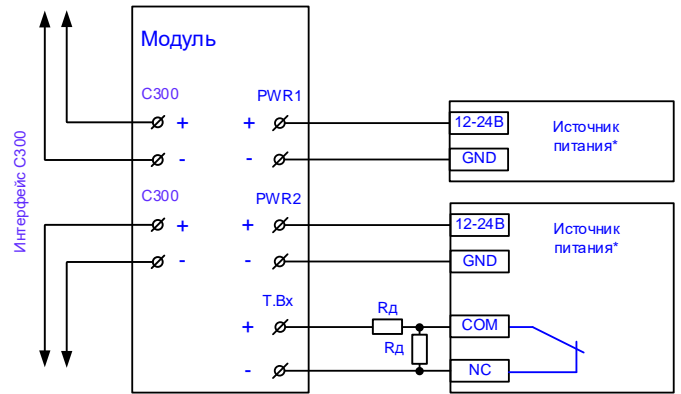 Модуль
С300
PWR1
+
+
12-24В
Источник
питания*
-
-
GND
Интерфейс С300
С300
PWR2
+
+
12-24В
Источник
питания*
-
-
GND
Т.Вх
Rд
+
COM
Rд
-
NC